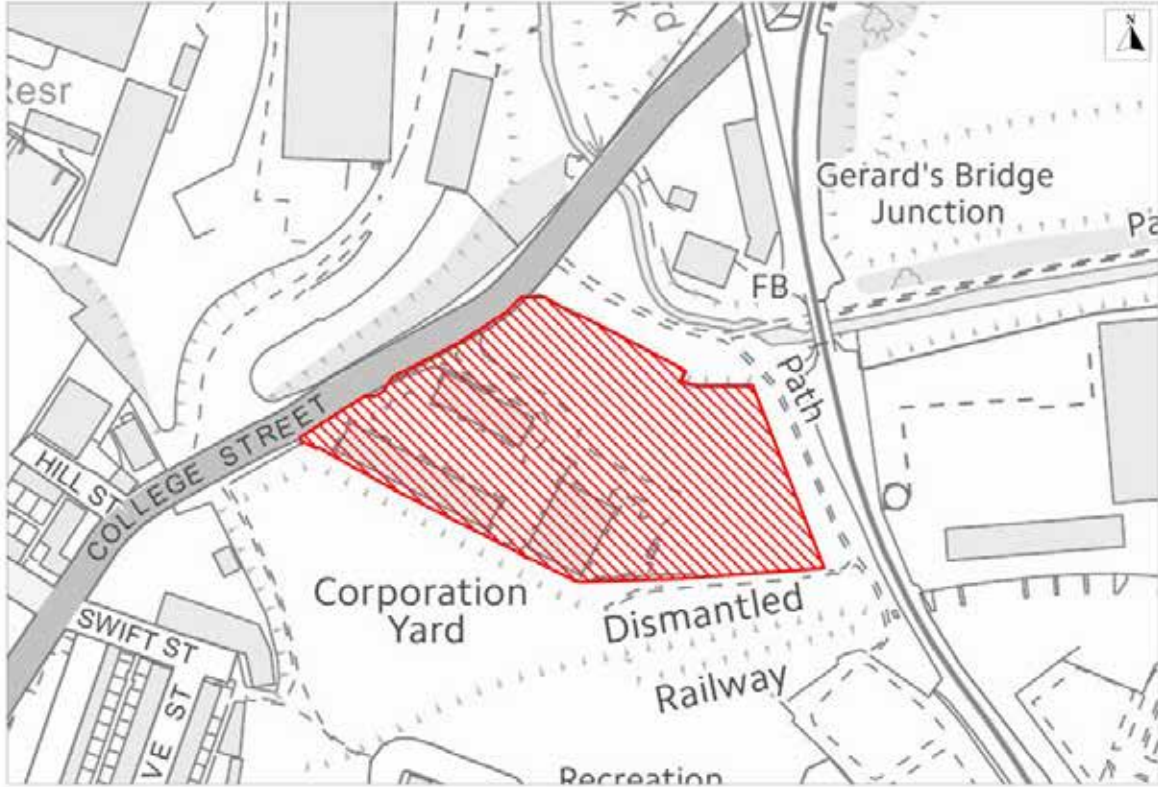 N
Resr
Gerard's Bridge
Junction
Pa
FB
Path
COLLEGE STREET
HILL ST
Corporation
Yard
SWIFT ST
VE ST
Dismantled
Railway
Recreation